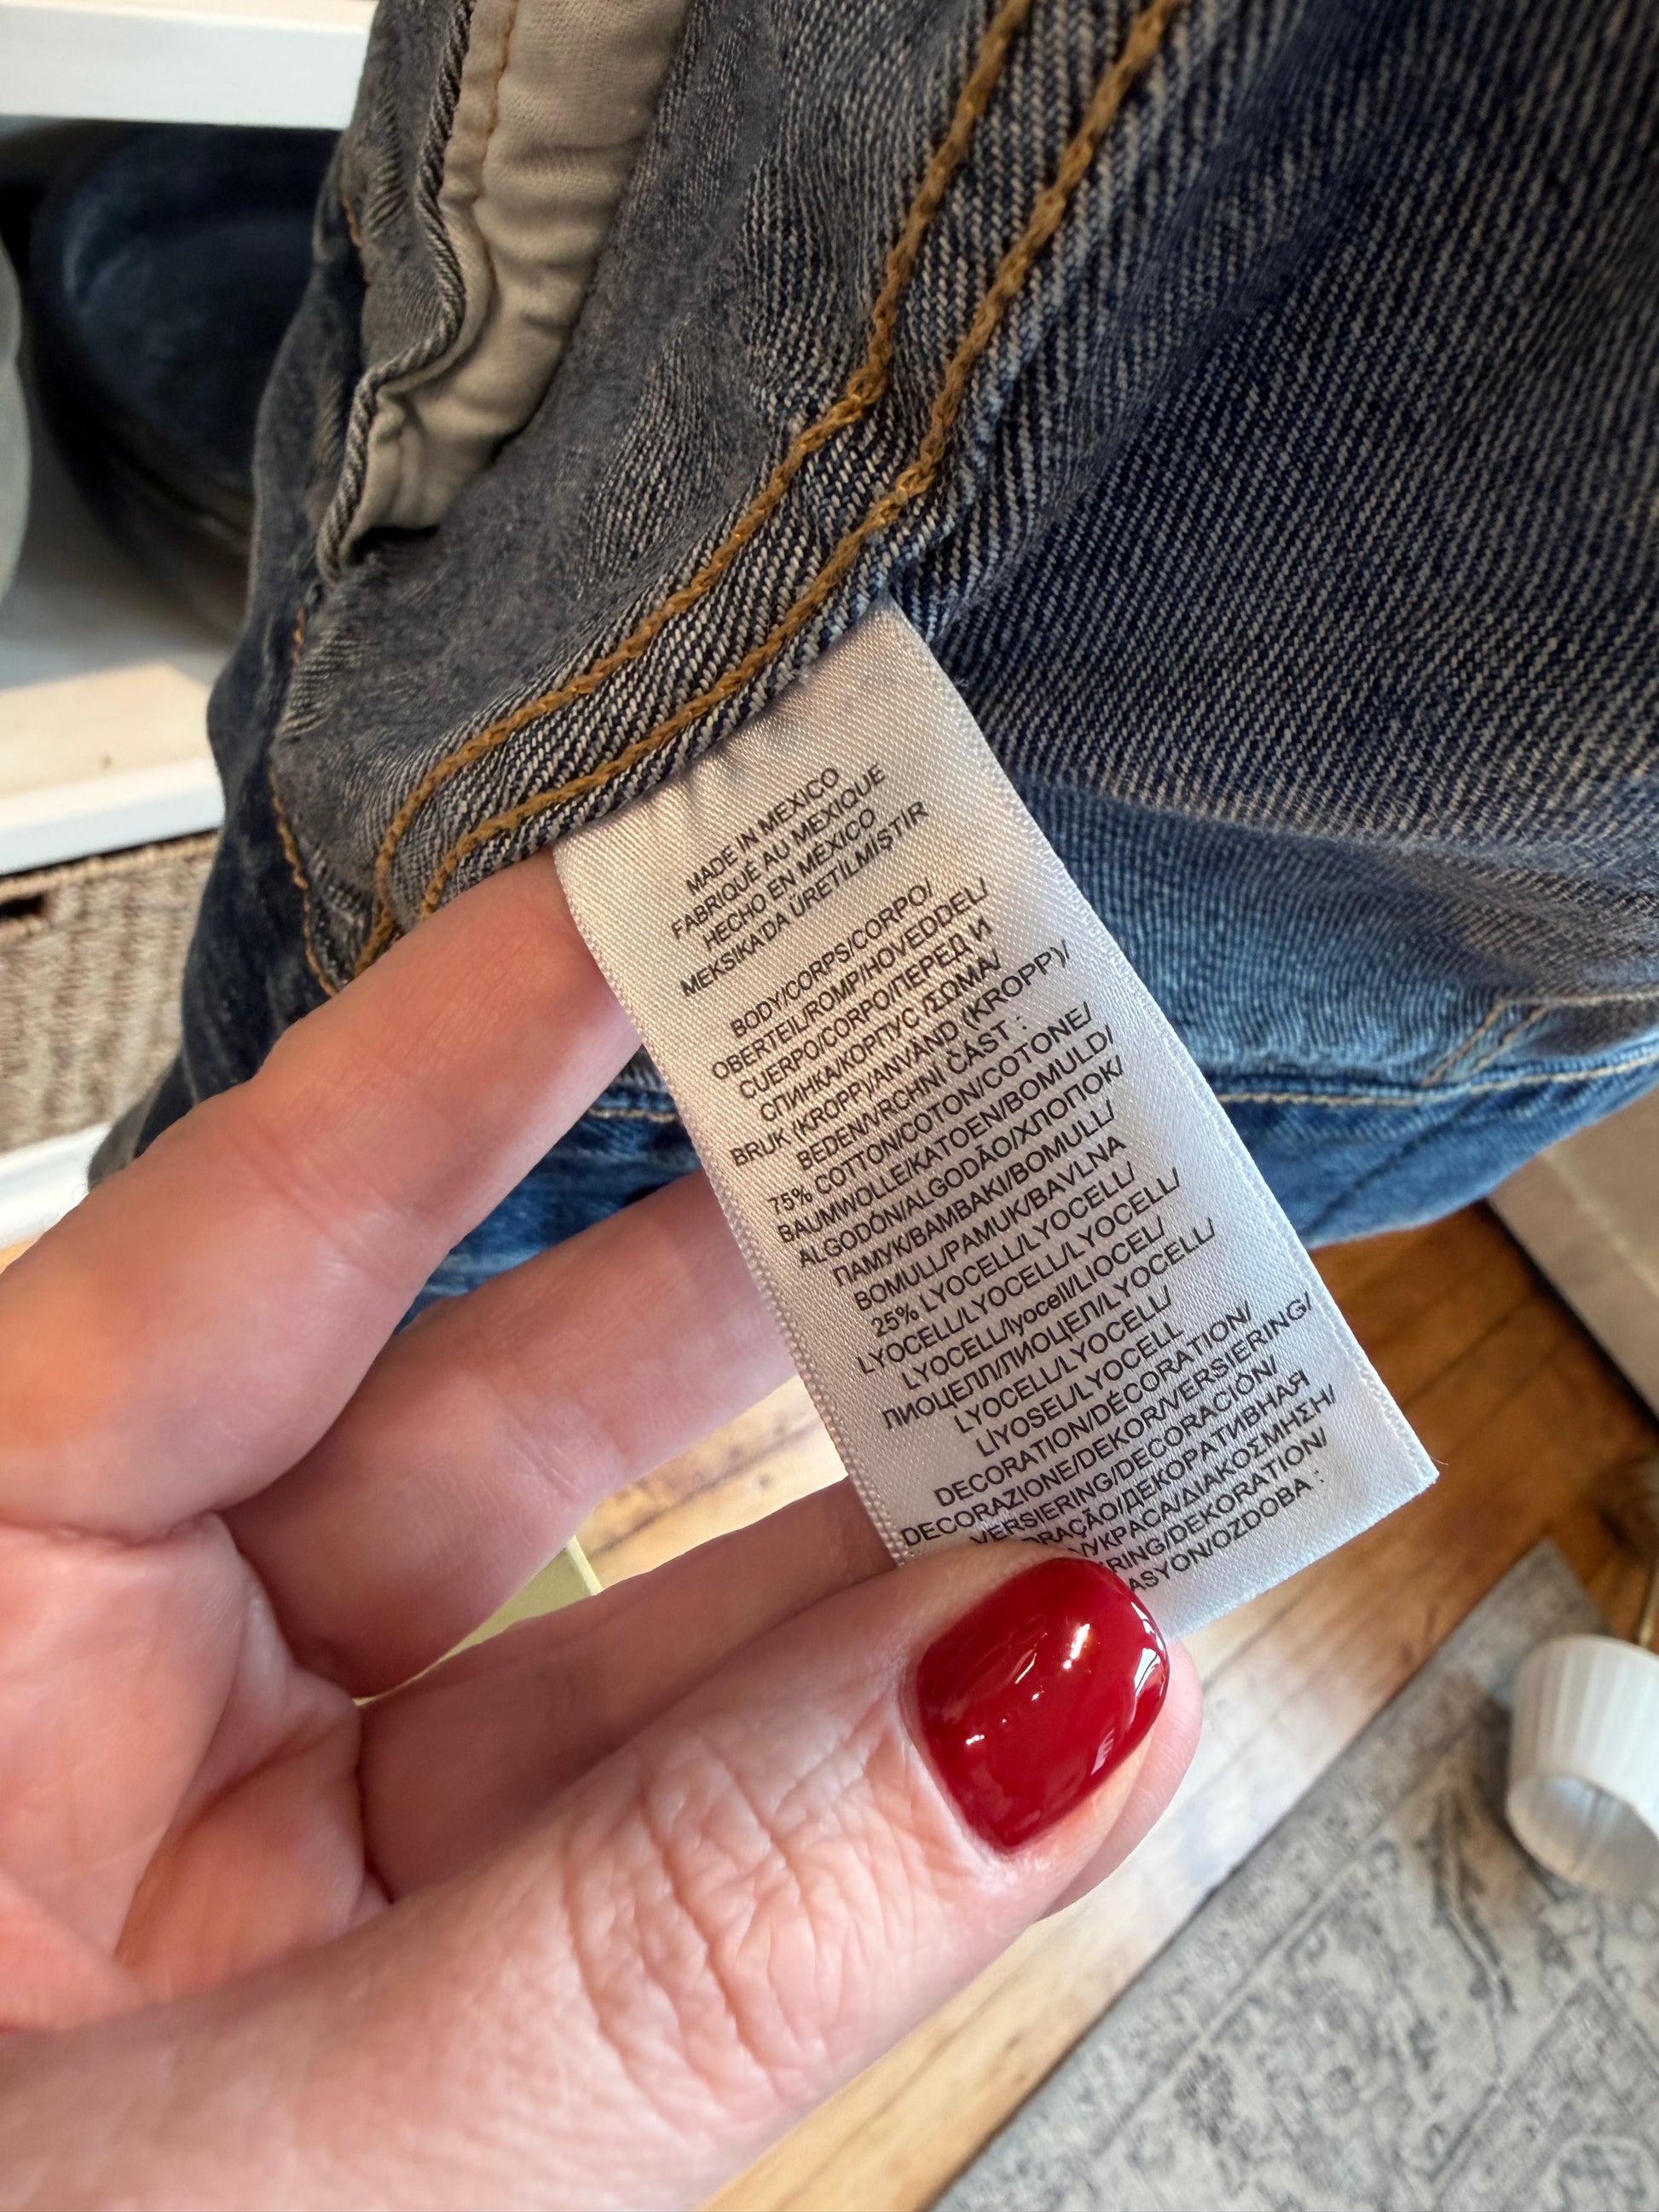 MADE IN MEXICO
FABRIQUÉ AU MEXIQUE
HECHO EN MÉXICO
MEKSIKA'DA ÜRETİLMİŞTİR
BODY/CORPS/CORPO/
OBERTEIL/ROMP/HOVEDDEL/
CUERPO/CORPO/ПЕРЕД И
СПИНКА/КОРПУС /ΣΩΜΑ/
BRUK (KROPP)/ANVÄND (KROPP)/
BEDEN/VRCHNÍ ČÁST :
75% COTTON/COTON/COTONE/
BAUMWOLLE/KATOEN/BOMULD/
ALGODÓN/ALGODÃO/ХЛОПОК/
ПАМУК/ΒΑΜΒΑΚΙ/BOMULL/
BOMULL/PAMUK/BAVLNA
25% LYOCELL/LYOCELL/
LYOCELL/LYOCELL/LYOCELL/
LYOCELL/lyocell/LIOCEL/
ЛИОЦЕЛЛ/ЛИОЦЕЛ/LYOCELL/
LYOCELL/LYOCELL/
LİYOSEL/LYOCELL
DECORATION/DÉCORATION/
DECORAZIONE/DEKOR/VERSIERING/
VERSIERING/DECORACIÓN/
ДЕКОРАТИВНАЯ
/УКРАСА/ΔΙΑΚΟΣΜΗΣΗ/
/DEKORATION/
/OZDOBA :